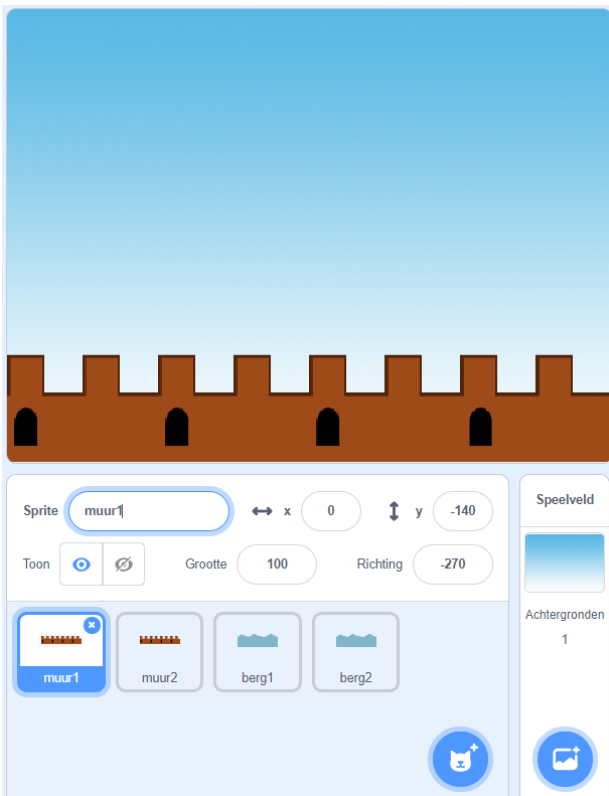 Sprite muur1 x 0 y -140
Toon Grootte 100 Richting -270
muur1 muur2 berg1 berg2
Speelveld
Achtergronden
1